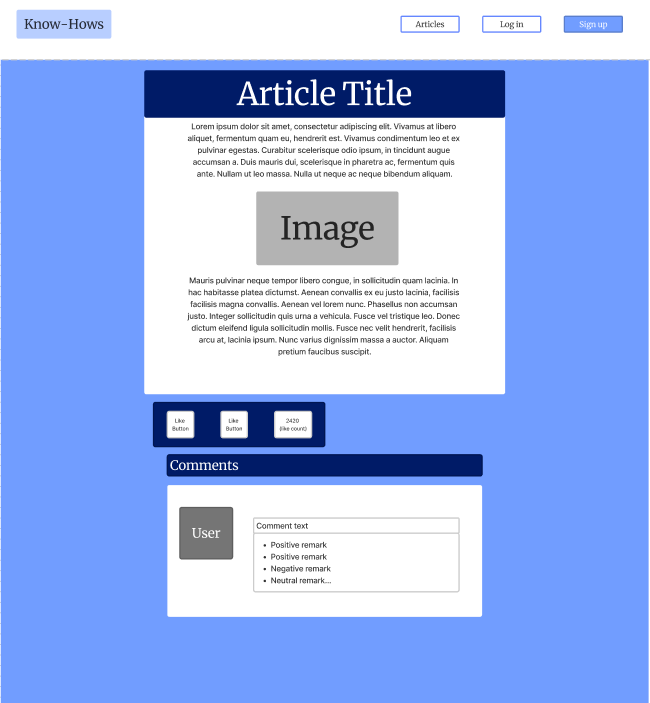 Know-Hows
Articles
Log in
Sign up
Article Title
Lorem ipsum dolor sit amet, consectetur adipiscing elit. Vivamus at libero
aliquet, fermentum quam eu, hendrerit est. Vivamus condimentum leo et ex
pulvinar egestas. Curabitur scelerisque odio ipsum, in tincidunt augue
accumsan a. Duis mauris dui, scelerisque in pharetra ac, fermentum quis
ante. Nullam ut leo massa. Nulla ut neque ac neque bibendum aliquam.
Image
Mauris pulvinar neque tempor libero congue, in sollicitudin quam lacinia. In
hac habitasse platea dictumst. Aenean convallis ex eu justo lacinia, facilisis
facilisis magna convallis. Aenean vel lorem nunc. Phasellus non accumsan
justo. Integer sollicitudin quis urna a vehicula. Fusce vel tristique leo. Donec
dictum eleifend ligula sollicitudin mollis. Fusce nec velit hendrerit, facilisis
arcu at, lacinia ipsum. Nunc varius dignissim massa a auctor. Aliquam
pretium faucibus suscipit.
Like
Button
Like
Button
2420
(like count)
Comments
User
Comment text
• Positive remark
• Positive remark
• Negative remark
• Neutral remark...